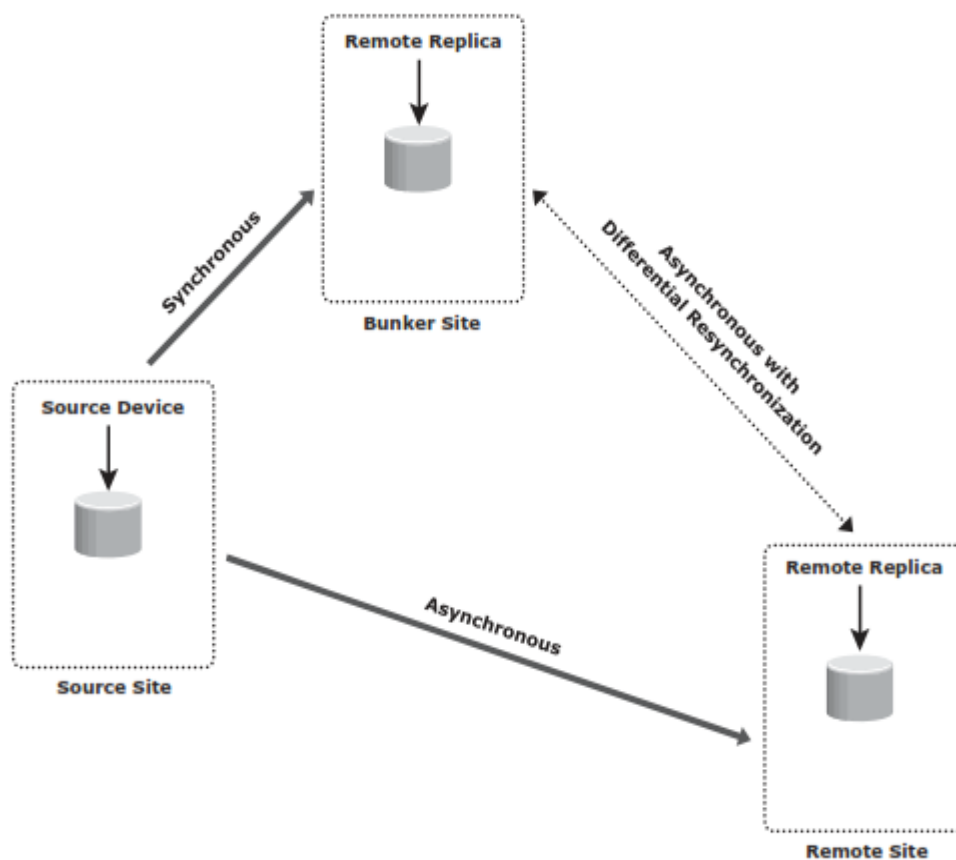 Remote Replica
Bunker Site
Synchronous
Asynchronous with
Differential Resynchronization
Source Device
Source Site
Asynchronous
Remote Replica
Remote Site